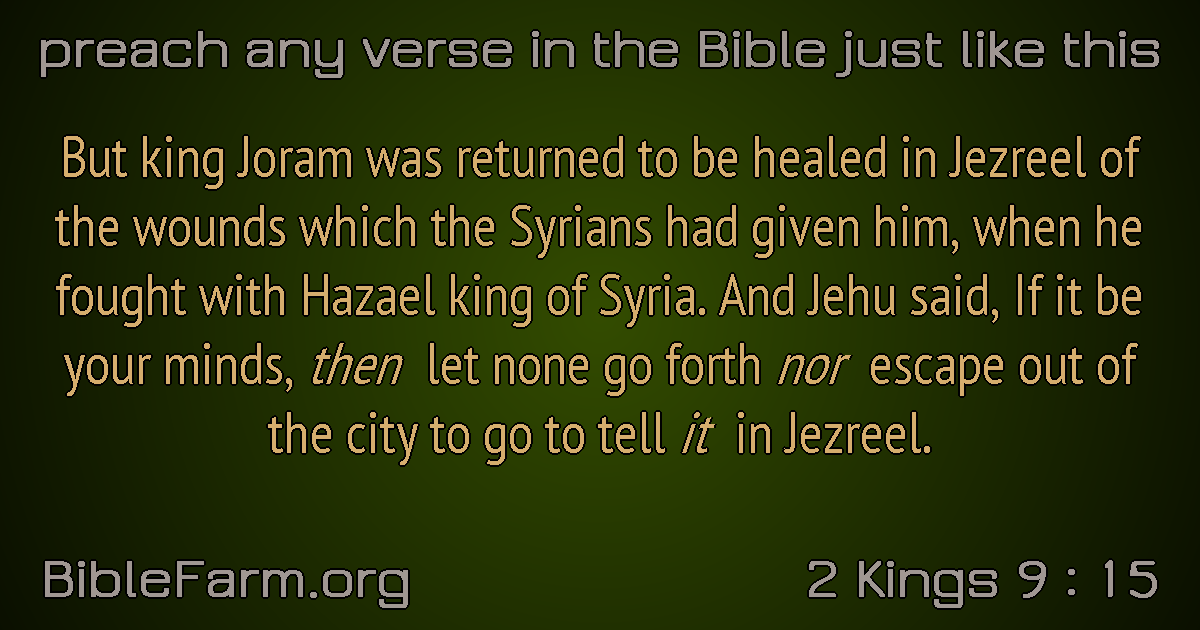 preach any verse in the Bible just like this
But king Joram was returned to be healed in Jezreel of
the wounds which the Syrians had given him, when he
fought with Hazael king of Syria. And Jehu said, If it be
your minds, then let none go forth nor escape out of
the city to go to tell it in Jezreel.
BibleFarm.org
2 Kings 9 : 15